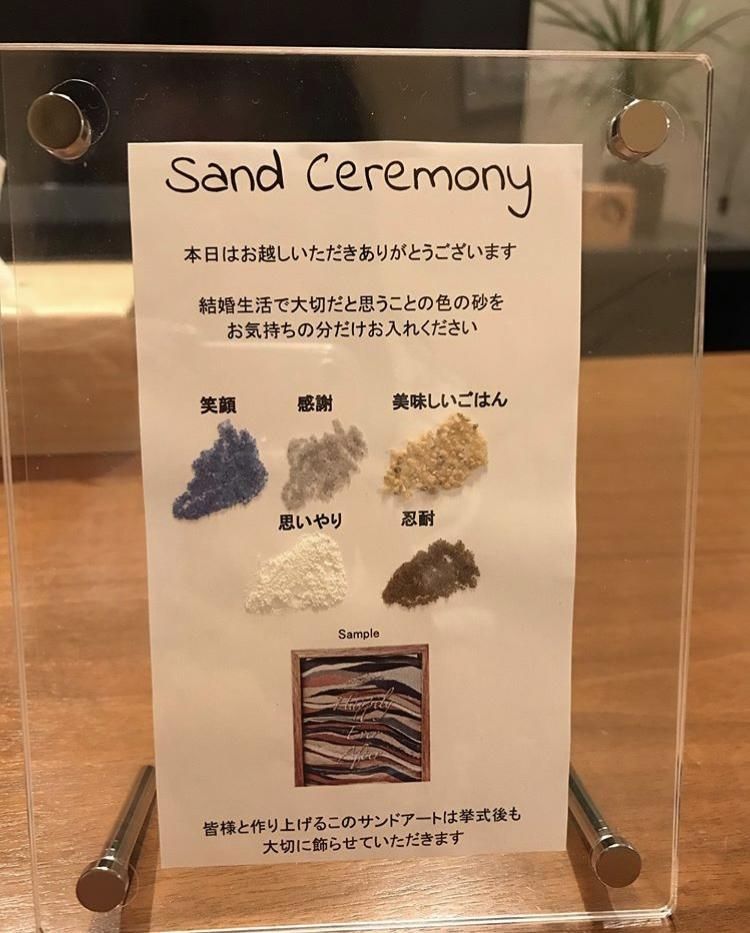 Sand Ceremony
本日はお越しいただきありがとうございます
結婚生活で大切だと思うことの色の砂を
お気持ちの分だけお入れください
笑顔 感謝 美味しいごはん
思いやり 忍耐
Sample
Happily
Ever
After
皆様と作り上げるこのサンドアートは挙式後も
大切に飾らせていただきます